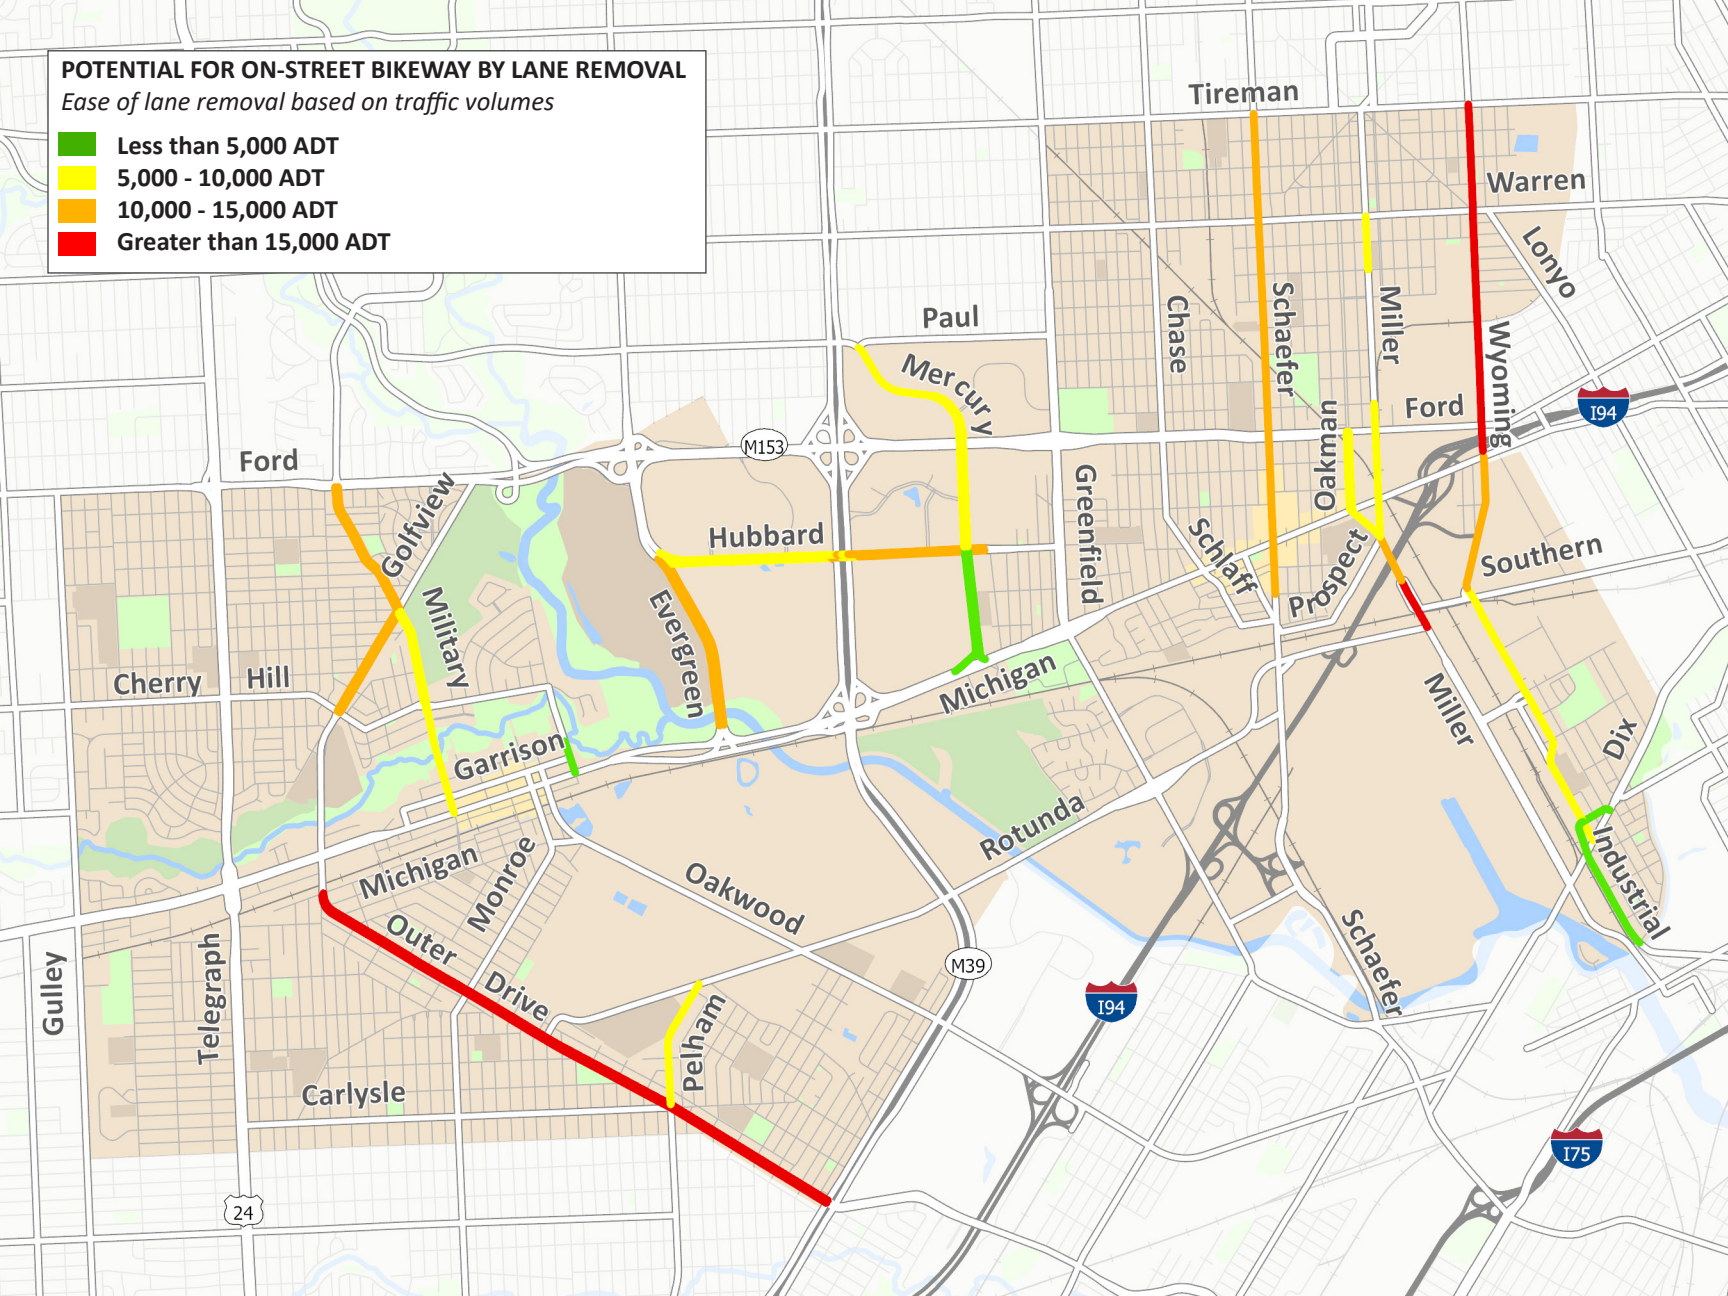 POTENTIAL FOR ON-STREET BIKEWAY BY LANE REMOVAL
Ease of lane removal based on traffic volumes
Less than 5,000 ADT
5,000 - 10,000 ADT
10,000 - 15,000 ADT
Greater than 15,000 ADT
Tireman
Warren
Lonyo
Paul
Mercury
Chase
Schaefer
Miller
Wyoming
I94
Ford
Oakman
M153
Ford
Golfview
Greenfield
Hubbard
Schlaff
Prospect
Southern
Military
Evergreen
Cherry
Hill
Michigan
Miller
Dix
Garrison
Rotunda
Michigan
Monroe
Oakwood
Industrial
Outer
Drive
Schaefer
M39
Gulley
Telegraph
I94
Pelham
Carlysle
I75
24